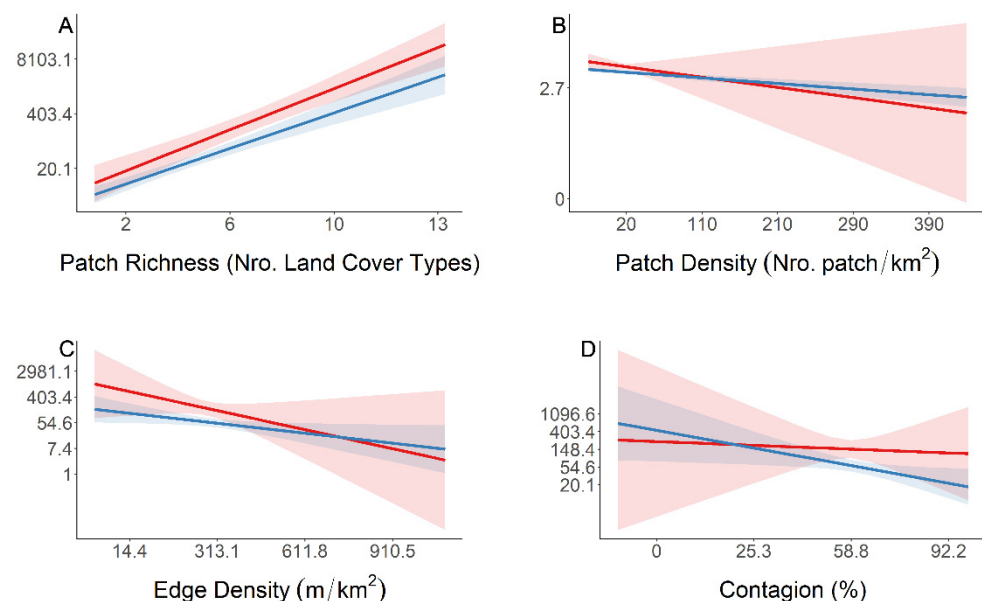 A
8103.1
403.4
20.1
2 6 10 13
Patch Richness (Nro. Land Cover Types)
B
2.7
0
20 110 210 290 390
Patch Density (Nro. patch/km²)
C
2981.1
403.4
54.6
7.4
1
14.4 313.1 611.8 910.5
Edge Density (m/km²)
D
1096.6
403.4
148.4
54.6
20.1
0 25.3 58.8 92.2
Contagion (%)